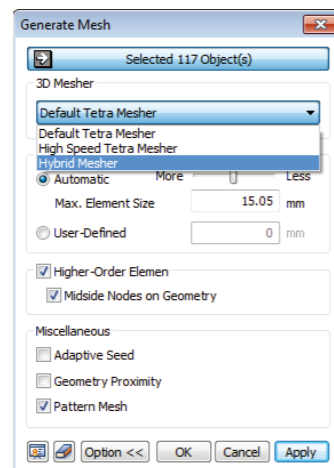 Generate Mesh
Selected 117 Object(s)
3D Mesher
Default Tetra Mesher
Default Tetra Mesher
High Speed Tetra Mesher
Hybrid Mesher
Automatic More Less
Max. Element Size 15.05 mm
User-Defined 0 mm
Higher-Order Elemen
Midside Nodes on Geometry
Miscellaneous
Adaptive Seed
Geometry Proximity
Pattern Mesh
Option << OK Cancel Apply